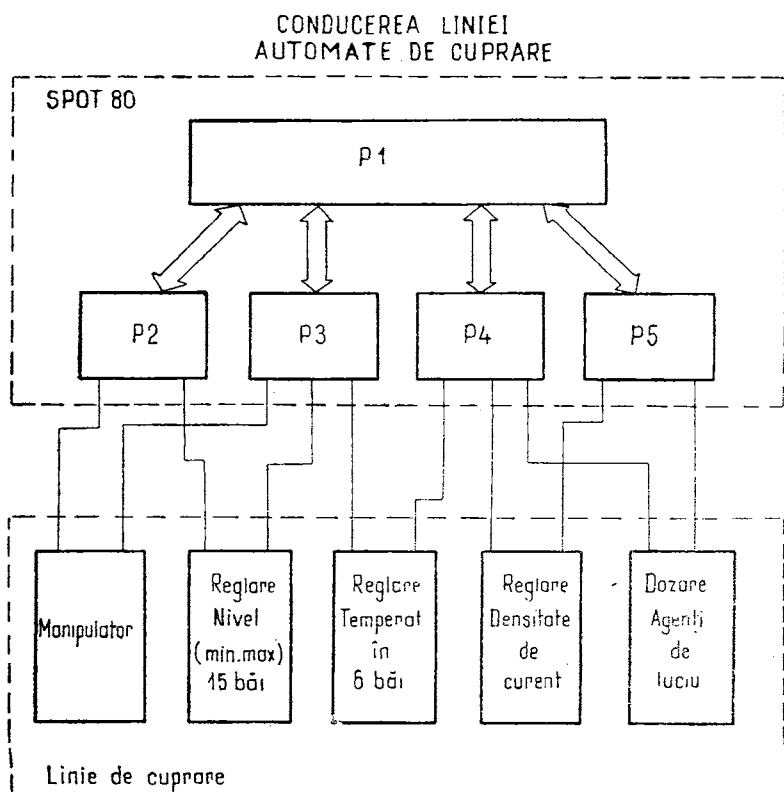 CONDUCEREA LINIEI
AUTOMATE DE CUPRARE
SPOT 80
P1
P2
P3
P4
P5
Manipulator
Reglare
Nivel
(min.max)
15 băi
Reglare
Temperat
în
6 băi
Reglare
Densitate
de
curent
Dozare
Agenți
de
luciu
Linie de cuprare